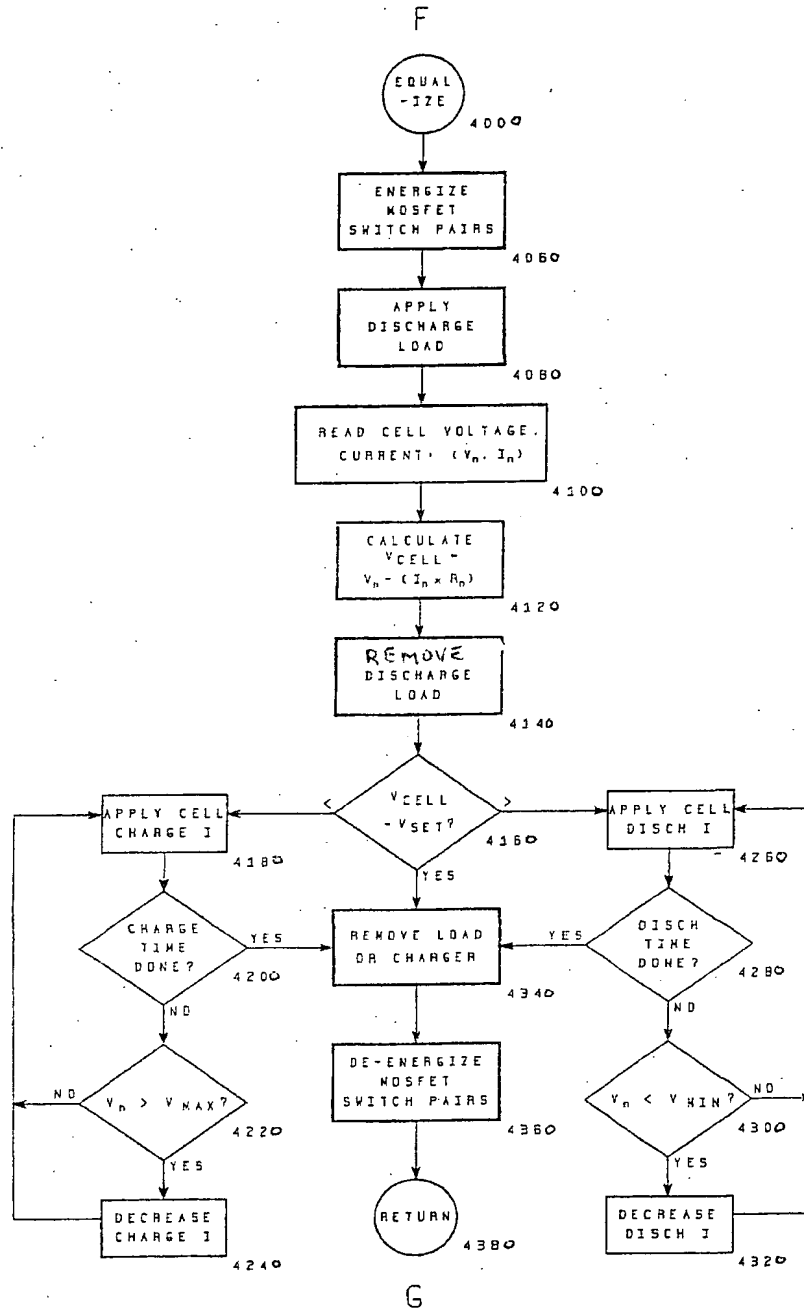 F
EQUAL
-IZE
4000
ENERGIZE
MOSFET
SWITCH PAIRS
4060
APPLY
DISCHARGE
LOAD
4080
READ CELL VOLTAGE,
CURRENT: (Vn, In)
4100
CALCULATE
VCELL =
Vn - (In × Rn)
4120
REMOVE
DISCHARGE
LOAD
4140
VCELL
= VSET?
4160
<
>
YES
APPLY CELL
CHARGE I
4180
APPLY CELL
DISCH I
4260
CHARGE
TIME
DONE?
4200
YES
NO
REMOVE LOAD
OR CHARGER
4340
DISCH
TIME
DONE?
4280
YES
NO
Vn > VMAX?
4220
NO
YES
DE-ENERGIZE
MOSFET
SWITCH PAIRS
4360
Vn < VMIN?
4300
NO
YES
DECREASE
CHARGE I
4240
RETURN
4380
DECREASE
DISCH I
4320
G